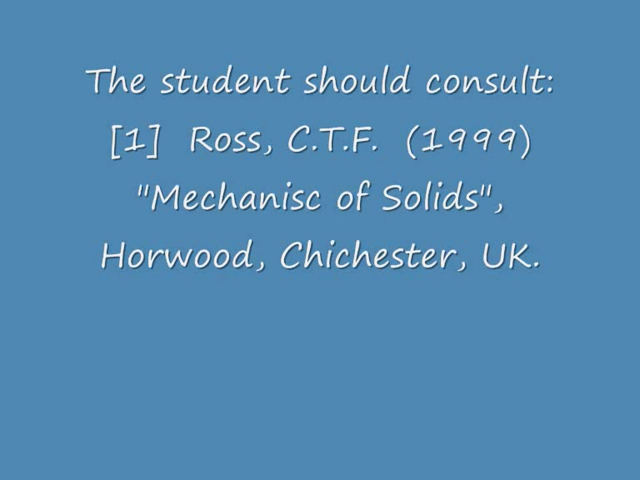 The student should consult:
[1] Ross, C.T.F. (1999)
"Mechanisc of Solids",
Horwood, Chichester, UK.